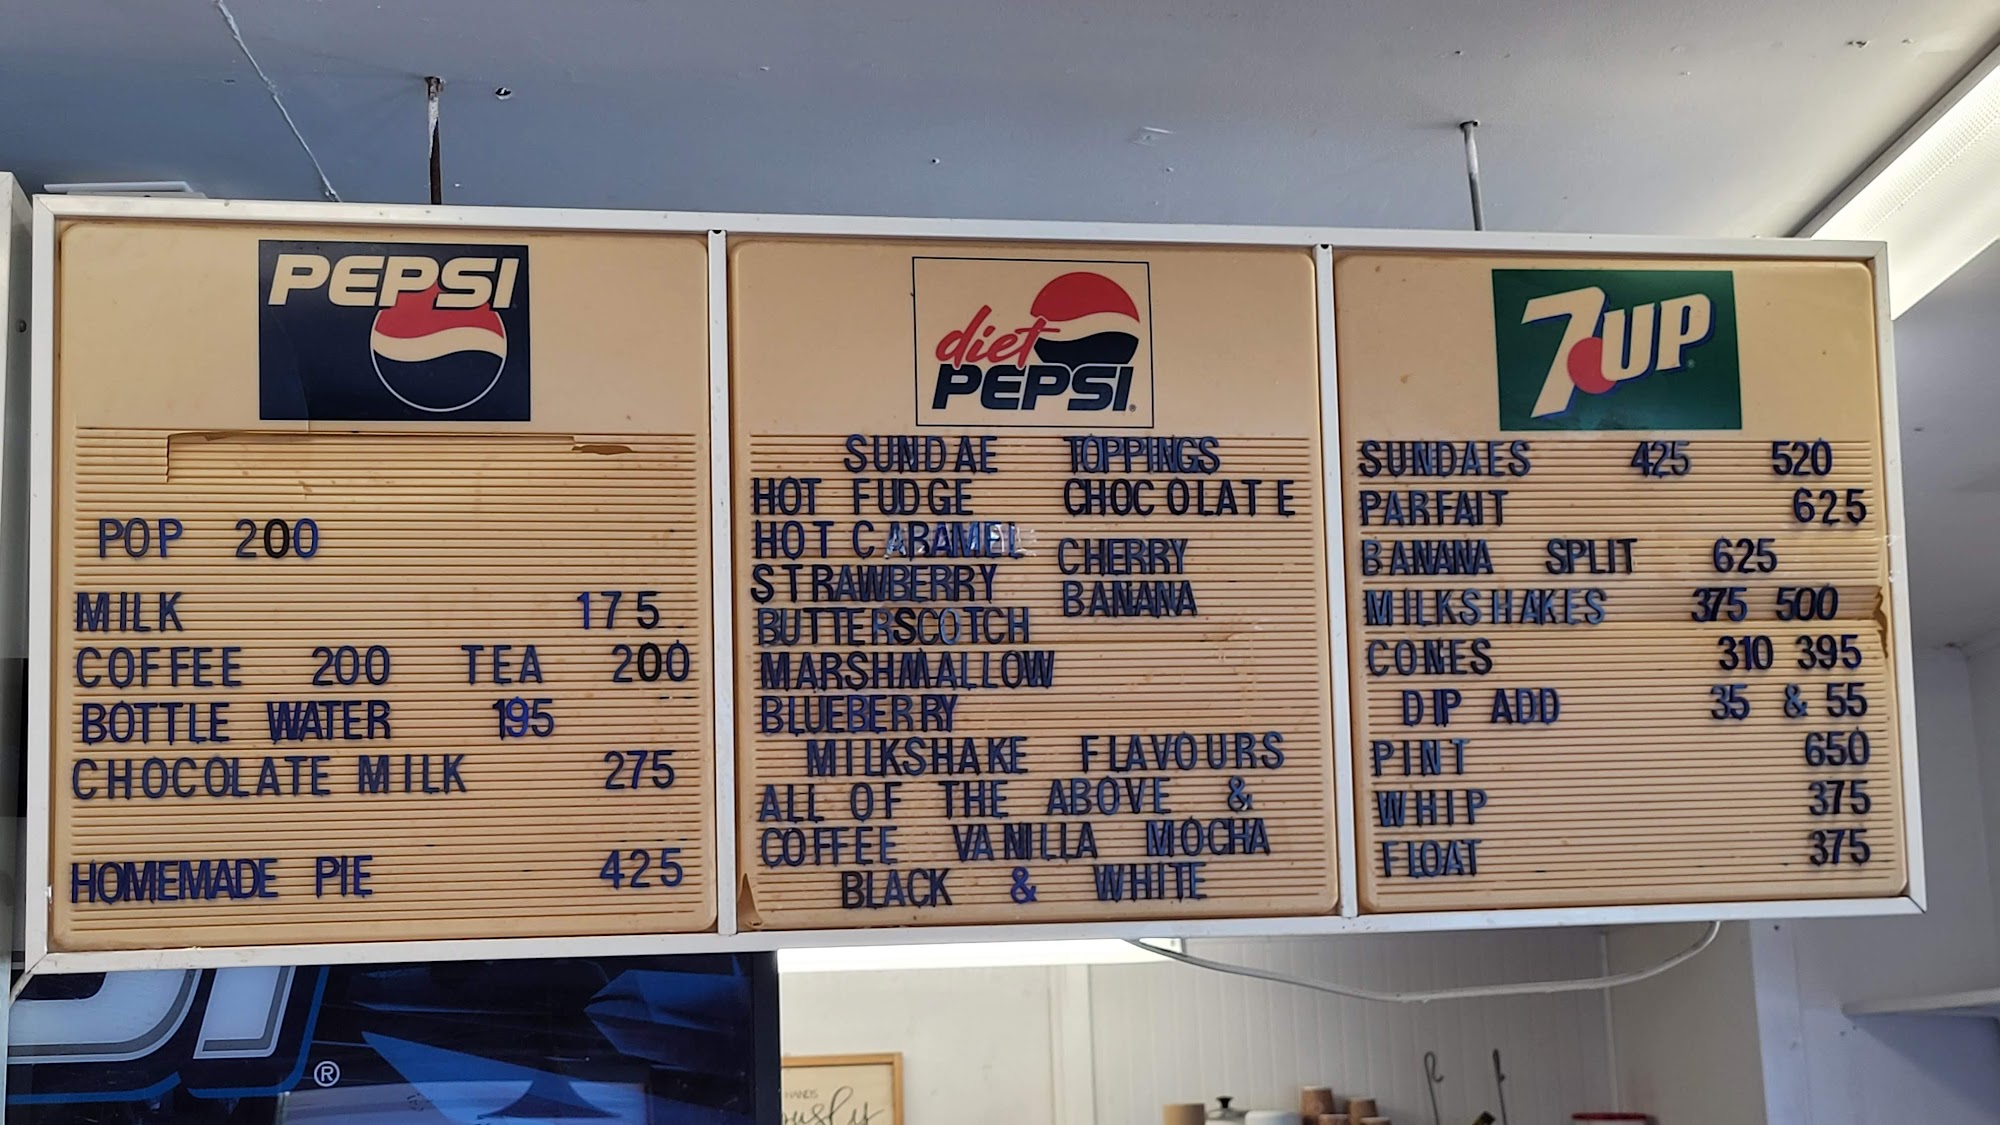 PEPSI
POP 200
MILK 175
COFFEE 200 TEA 200
BOTTLE WATER 195
CHOCOLATE MILK 275
HOMEMADE PIE 425
diet
PEPSI
SUNDAE TOPPINGS
HOT FUDGE CHOCOLATE
HOT CARAMEL CHERRY
STRAWBERRY BANANA
BUTTERSCOTCH
MARSHMALLOW
BLUEBERRY
MILKSHAKE FLAVOURS
ALL OF THE ABOVE &
COFFEE VANILLA MOCHA
BLACK & WHITE
7UP
SUNDAES 425 520
PARFAIT 625
BANANA SPLIT 625
MILKSHAKES 375 500
CONES 310 395
DIP ADD 35 & 55
PINT 650
WHIP 375
FLOAT 375
SI ®
HANDS